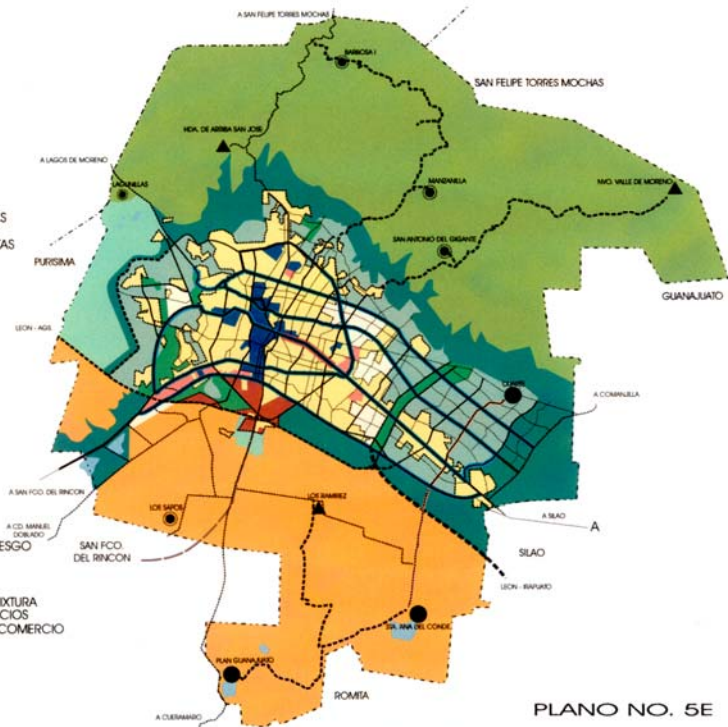 A SAN FELIPE TORRES MOCHAS
BARBOSA I
SAN FELIPE TORRES MOCHAS
HDA. DE ARRIBA SAN JOSE
A LAGOS DE MORENO
LAGUNILLAS
MANZANILLA
NVO. VALLE DE MORENO
S
TAS
SAN ANTONIO DEL GIGANTE
PURISIMA
GUANAJUATO
LEON - AGS.
DUARTE
A COMANJILLA
A SAN FCO. DEL RINCON
LOS SAPOS
LOS RAMIREZ
A SILAO
A
A CD. MANUEL
DOBLADO
ESGO
SAN FCO.
DEL RINCON
SILAO
LEON - IRAPUATO
IXTURA
CIOS
COMERCIO
STA. ANA DEL CONDE
PLAN GUANAJUATO
ROMITA
A CUERAMARO
PLANO NO. 5E